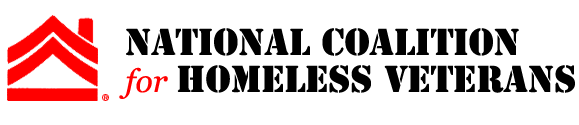 NATIONAL COALITION
for HOMELESS VETERANS
®